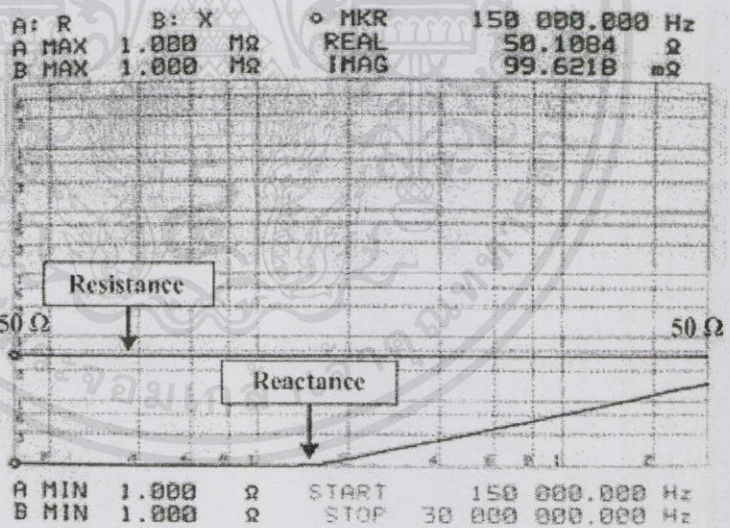 A: R B: X o MKR 150 000.000 Hz
A MAX 1.000 MΩ REAL 50.1084 Ω
B MAX 1.000 MΩ IMAG 99.6218 mΩ
Resistance
50 Ω
50 Ω
Reactance
A MIN 1.000 Ω START 150 000.000 Hz
B MIN 1.000 Ω STOP 30 000 000.000 Hz